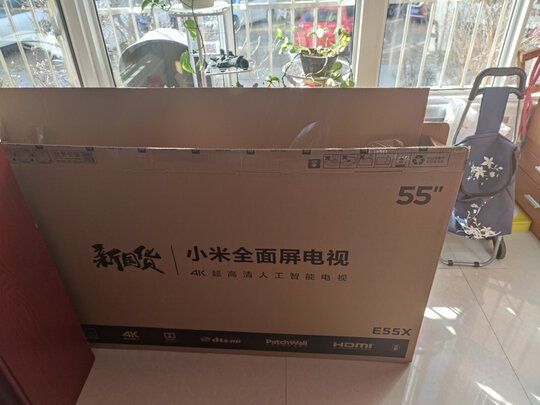 55"
新国货
小米全面屏电视
4K 超高清人工智能电视
E55X
4K
dts
PatchWall
HDMI